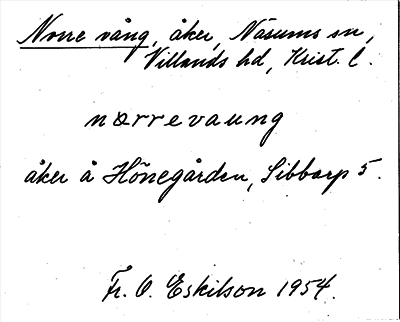 Norre vång, åker, Näsums sn,
Villands hd, Krist. l.
nørrevaung
åker å Hönegården, Sibbarp 5.
Fr. O. Eskilson 1954.